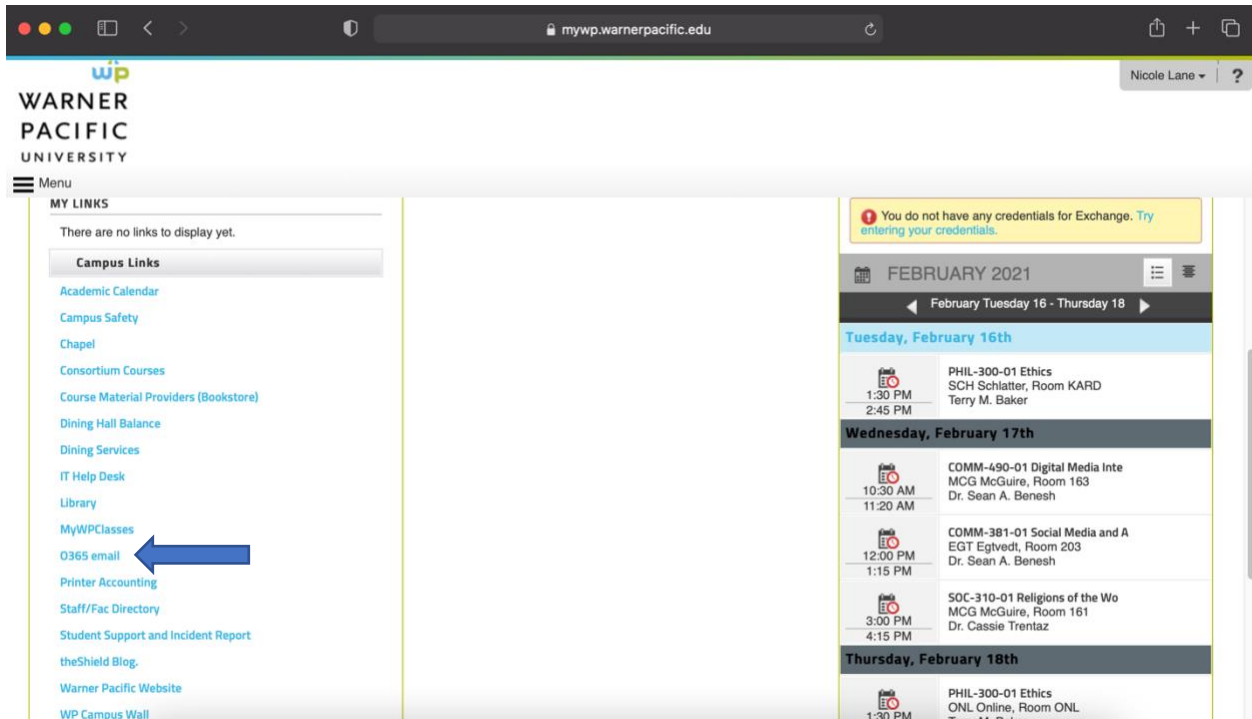 mywp.warnerpacific.edu
wp
WARNER
PACIFIC
UNIVERSITY
Nicole Lane
?
Menu
MY LINKS
There are no links to display yet.
Campus Links
Academic Calendar
Campus Safety
Chapel
Consortium Courses
Course Material Providers (Bookstore)
Dining Hall Balance
Dining Services
IT Help Desk
Library
MyWPClasses
O365 email
Printer Accounting
Staff/Fac Directory
Student Support and Incident Report
theShield Blog.
Warner Pacific Website
WP Campus Wall
You do not have any credentials for Exchange. Try
entering your credentials.
FEBRUARY 2021
February Tuesday 16 - Thursday 18
Tuesday, February 16th
1:30 PM
2:45 PM
PHIL-300-01 Ethics
SCH Schlatter, Room KARD
Terry M. Baker
Wednesday, February 17th
10:30 AM
11:20 AM
COMM-490-01 Digital Media Inte
MCG McGuire, Room 163
Dr. Sean A. Benesh
12:00 PM
1:15 PM
COMM-381-01 Social Media and A
EGT Egtvedt, Room 203
Dr. Sean A. Benesh
3:00 PM
4:15 PM
SOC-310-01 Religions of the Wo
MCG McGuire, Room 161
Dr. Cassie Trentaz
Thursday, February 18th
1:30 PM
PHIL-300-01 Ethics
ONL Online, Room ONL